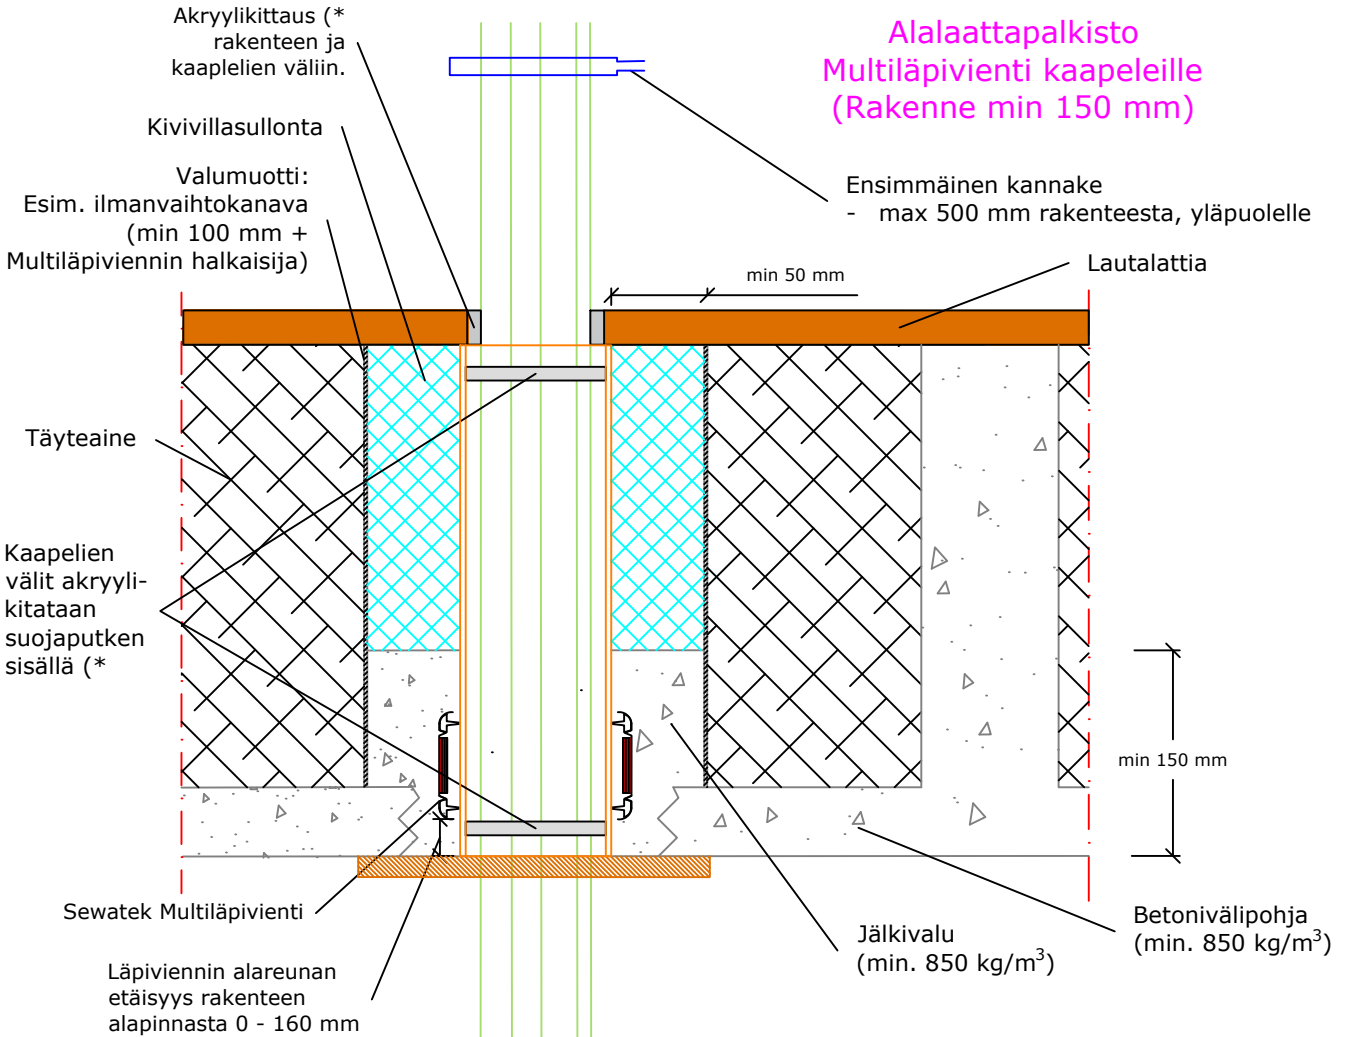 Akryylikittaus (*
rakenteen ja
kaaplelien väliin.
Alalaattapalkisto
Multiläpivienti kaapeleille
(Rakenne min 150 mm)
Kivivillasullonta
Valumuotti:
Esim. ilmanvaihtokanava
(min 100 mm +
Multiläpiviennin halkaisija)
Ensimmäinen kannake
- max 500 mm rakenteesta, yläpuolelle
min 50 mm
Lautalattia
Täyteaine
Kaapelien
välit akryyli-
kitataan
suojaputken
sisällä (*
min 150 mm
Sewatek Multiläpivienti
Läpiviennin alareunan
etäisyys rakenteen
alapinnasta 0 - 160 mm
Jälkivalu
(min. 850 kg/m³)
Betonivälipohja
(min. 850 kg/m³)